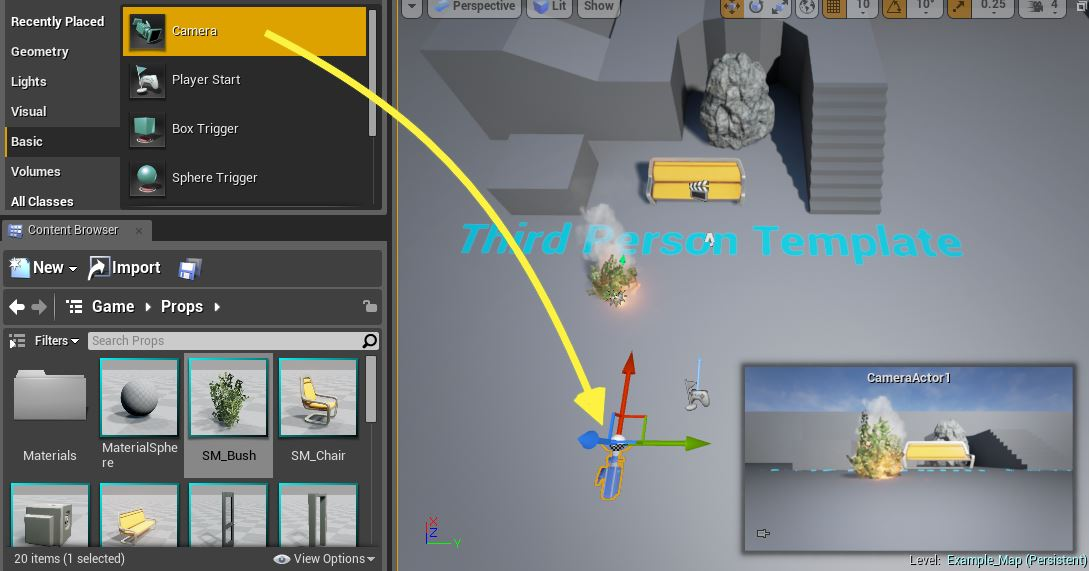 Recently Placed
Geometry
Lights
Visual
Basic
Volumes
All Classes
Camera
Player Start
Box Trigger
Sphere Trigger
Content Browser
New
Import
Game
Props
Filters
Search Props
Materials
MaterialSphe
re
SM_Bush
SM_Chair
20 items (1 selected)
View Options
Perspective
Lit
Show
10
10°
0.25
4
Third Person Template
CameraActor1
X
Z
Y
Level: Example_Map (Persistent)